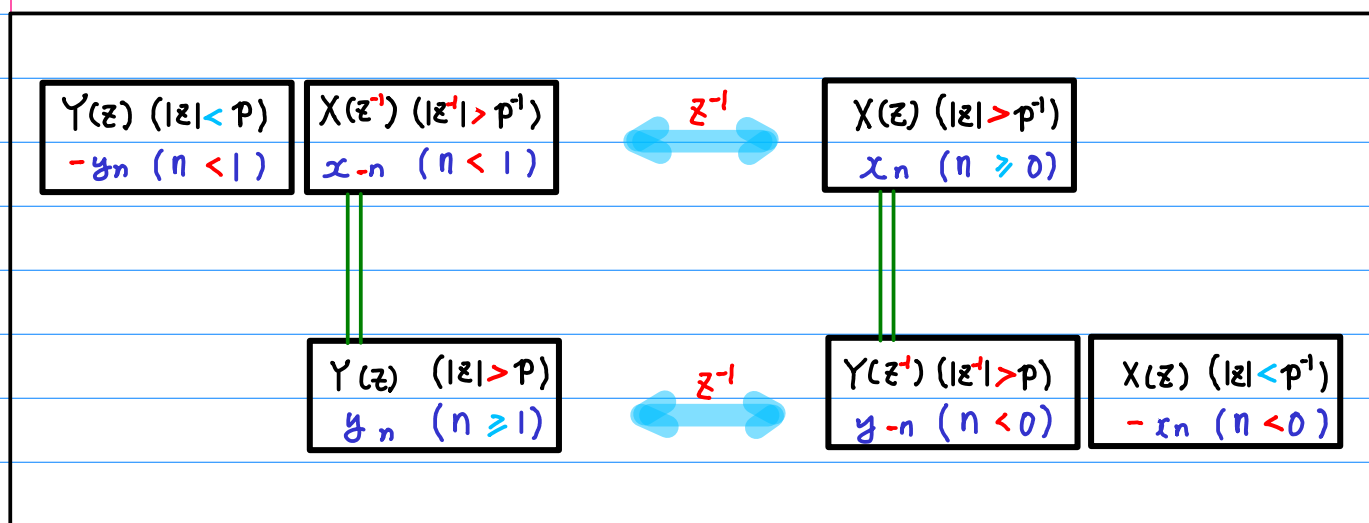 Y(z) (|z|< p)
-yₙ (n < 1)
X(z⁻¹) (|z⁻¹|> p⁻¹)
x₋ₙ (n < 1)
z⁻¹
X(z) (|z|>p⁻¹)
xₙ (n ⩾ 0)
Y(z) (|z|>p)
yₙ (n ⩾ 1)
z⁻¹
Y(z⁻¹) (|z⁻¹|>p)
y₋ₙ (n <0)
X(z) (|z|<p⁻¹)
-xₙ (n <0)